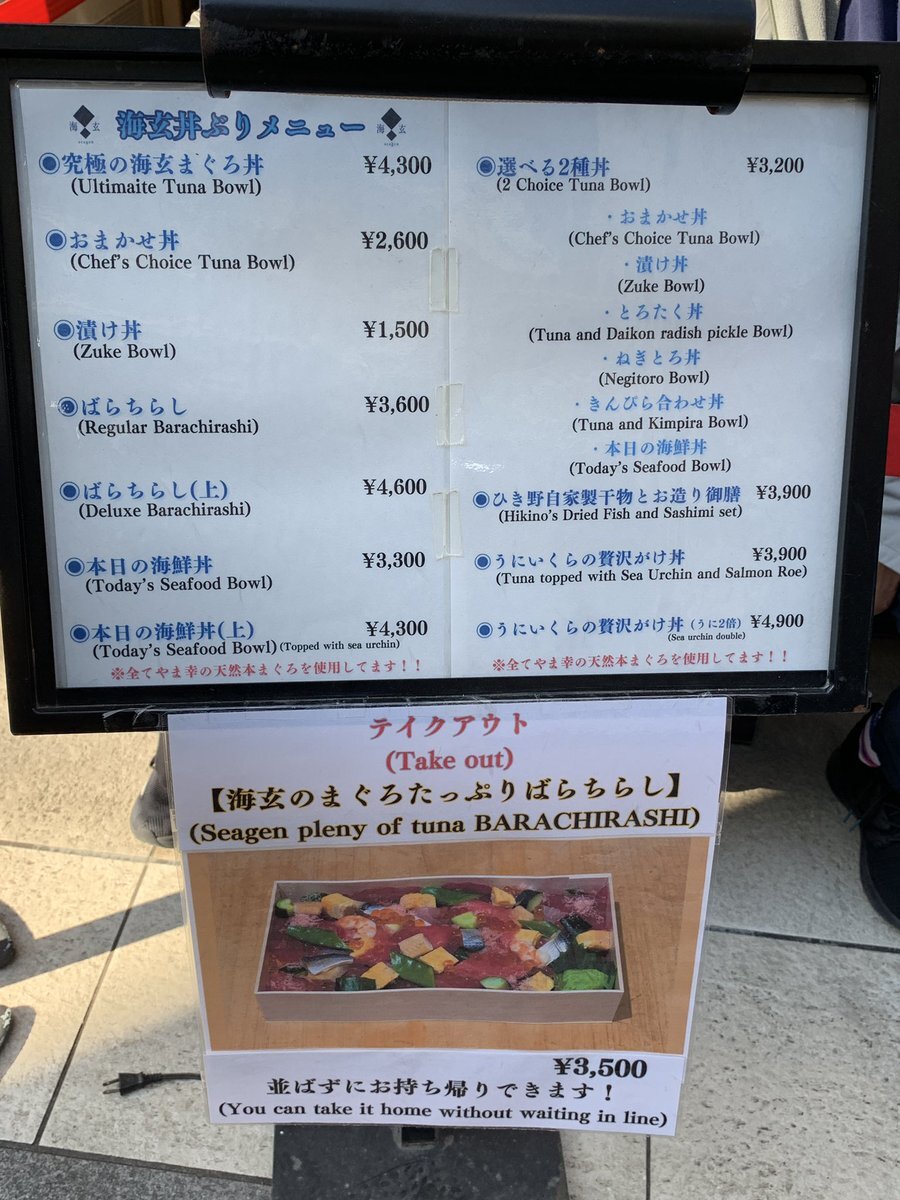 海玄
seagen
海玄丼ぶりメニュー
海玄
seagen
◉究極の海玄まぐろ丼 ¥4,300
(Ultimaite Tuna Bowl)
◉おまかせ丼 ¥2,600
(Chef's Choice Tuna Bowl)
◉漬け丼 ¥1,500
(Zuke Bowl)
◉ばらちらし ¥3,600
(Regular Barachirashi)
◉ばらちらし(上) ¥4,600
(Deluxe Barachirashi)
◉本日の海鮮丼 ¥3,300
(Today's Seafood Bowl)
◉本日の海鮮丼(上) ¥4,300
(Today's Seafood Bowl) (Topped with sea urchin)
※全てやま幸の天然本まぐろを使用してます！！
◉選べる2種丼 ¥3,200
(2 Choice Tuna Bowl)
・おまかせ丼
(Chef's Choice Tuna Bowl)
・漬け丼
(Zuke Bowl)
・とろたく丼
(Tuna and Daikon radish pickle Bowl)
・ねぎとろ丼
(Negitoro Bowl)
・きんぴら合わせ丼
(Tuna and Kimpira Bowl)
・本日の海鮮丼
(Today's Seafood Bowl)
◉ひき野自家製干物とお造り御膳 ¥3,900
(Hikino's Dried Fish and Sashimi set)
◉うにいくらの贅沢がけ丼 ¥3,900
(Tuna topped with Sea Urchin and Salmon Roe)
◉うにいくらの贅沢がけ丼 (うに2倍) ¥4,900
(Sea urchin double)
※全てやま幸の天然本まぐろを使用してます！！
テイクアウト
(Take out)
【海玄のまぐろたっぷりばらちらし】
(Seagen pleny of tuna BARACHIRASHI)
¥3,500
並ばずにお持ち帰りできます！
(You can take it home without waiting in line)